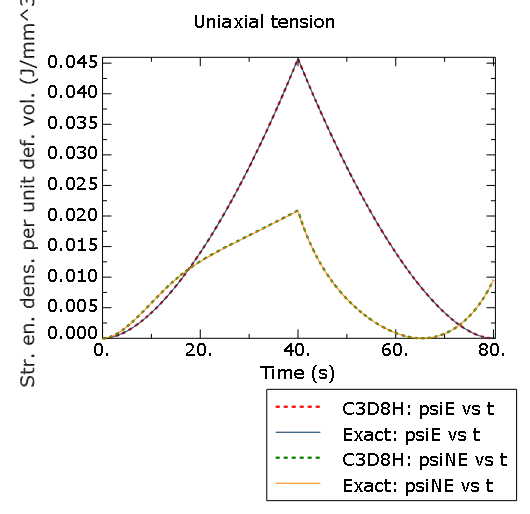 Uniaxial tension
Str. en. dens. per unit def. vol. (J/mm^3
0.045
0.040
0.035
0.030
0.025
0.020
0.015
0.010
0.005
0.000
0. 20. 40. 60. 80.
Time (s)
C3D8H: psiE vs t
Exact: psiE vs t
C3D8H: psiNE vs t
Exact: psiNE vs t